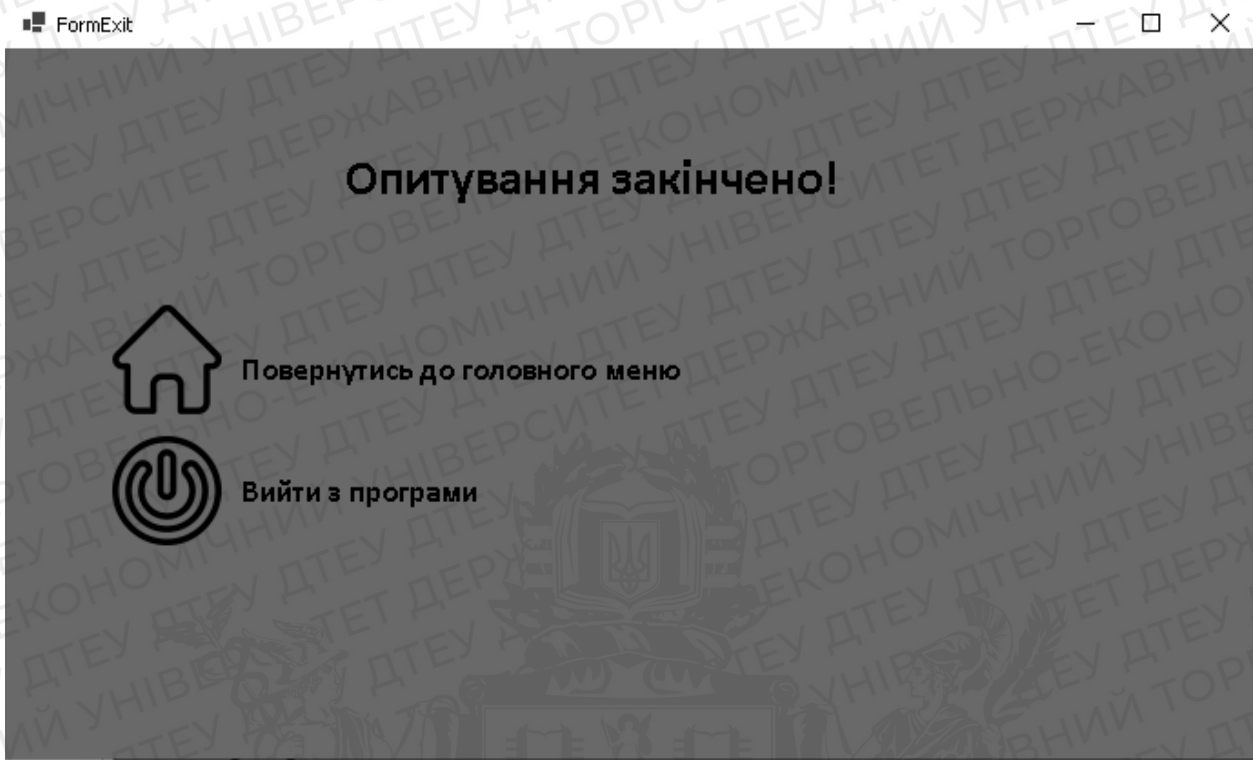 FormExit
Опитування закінчено!
Повернутись до головного меню
Вийти з програми